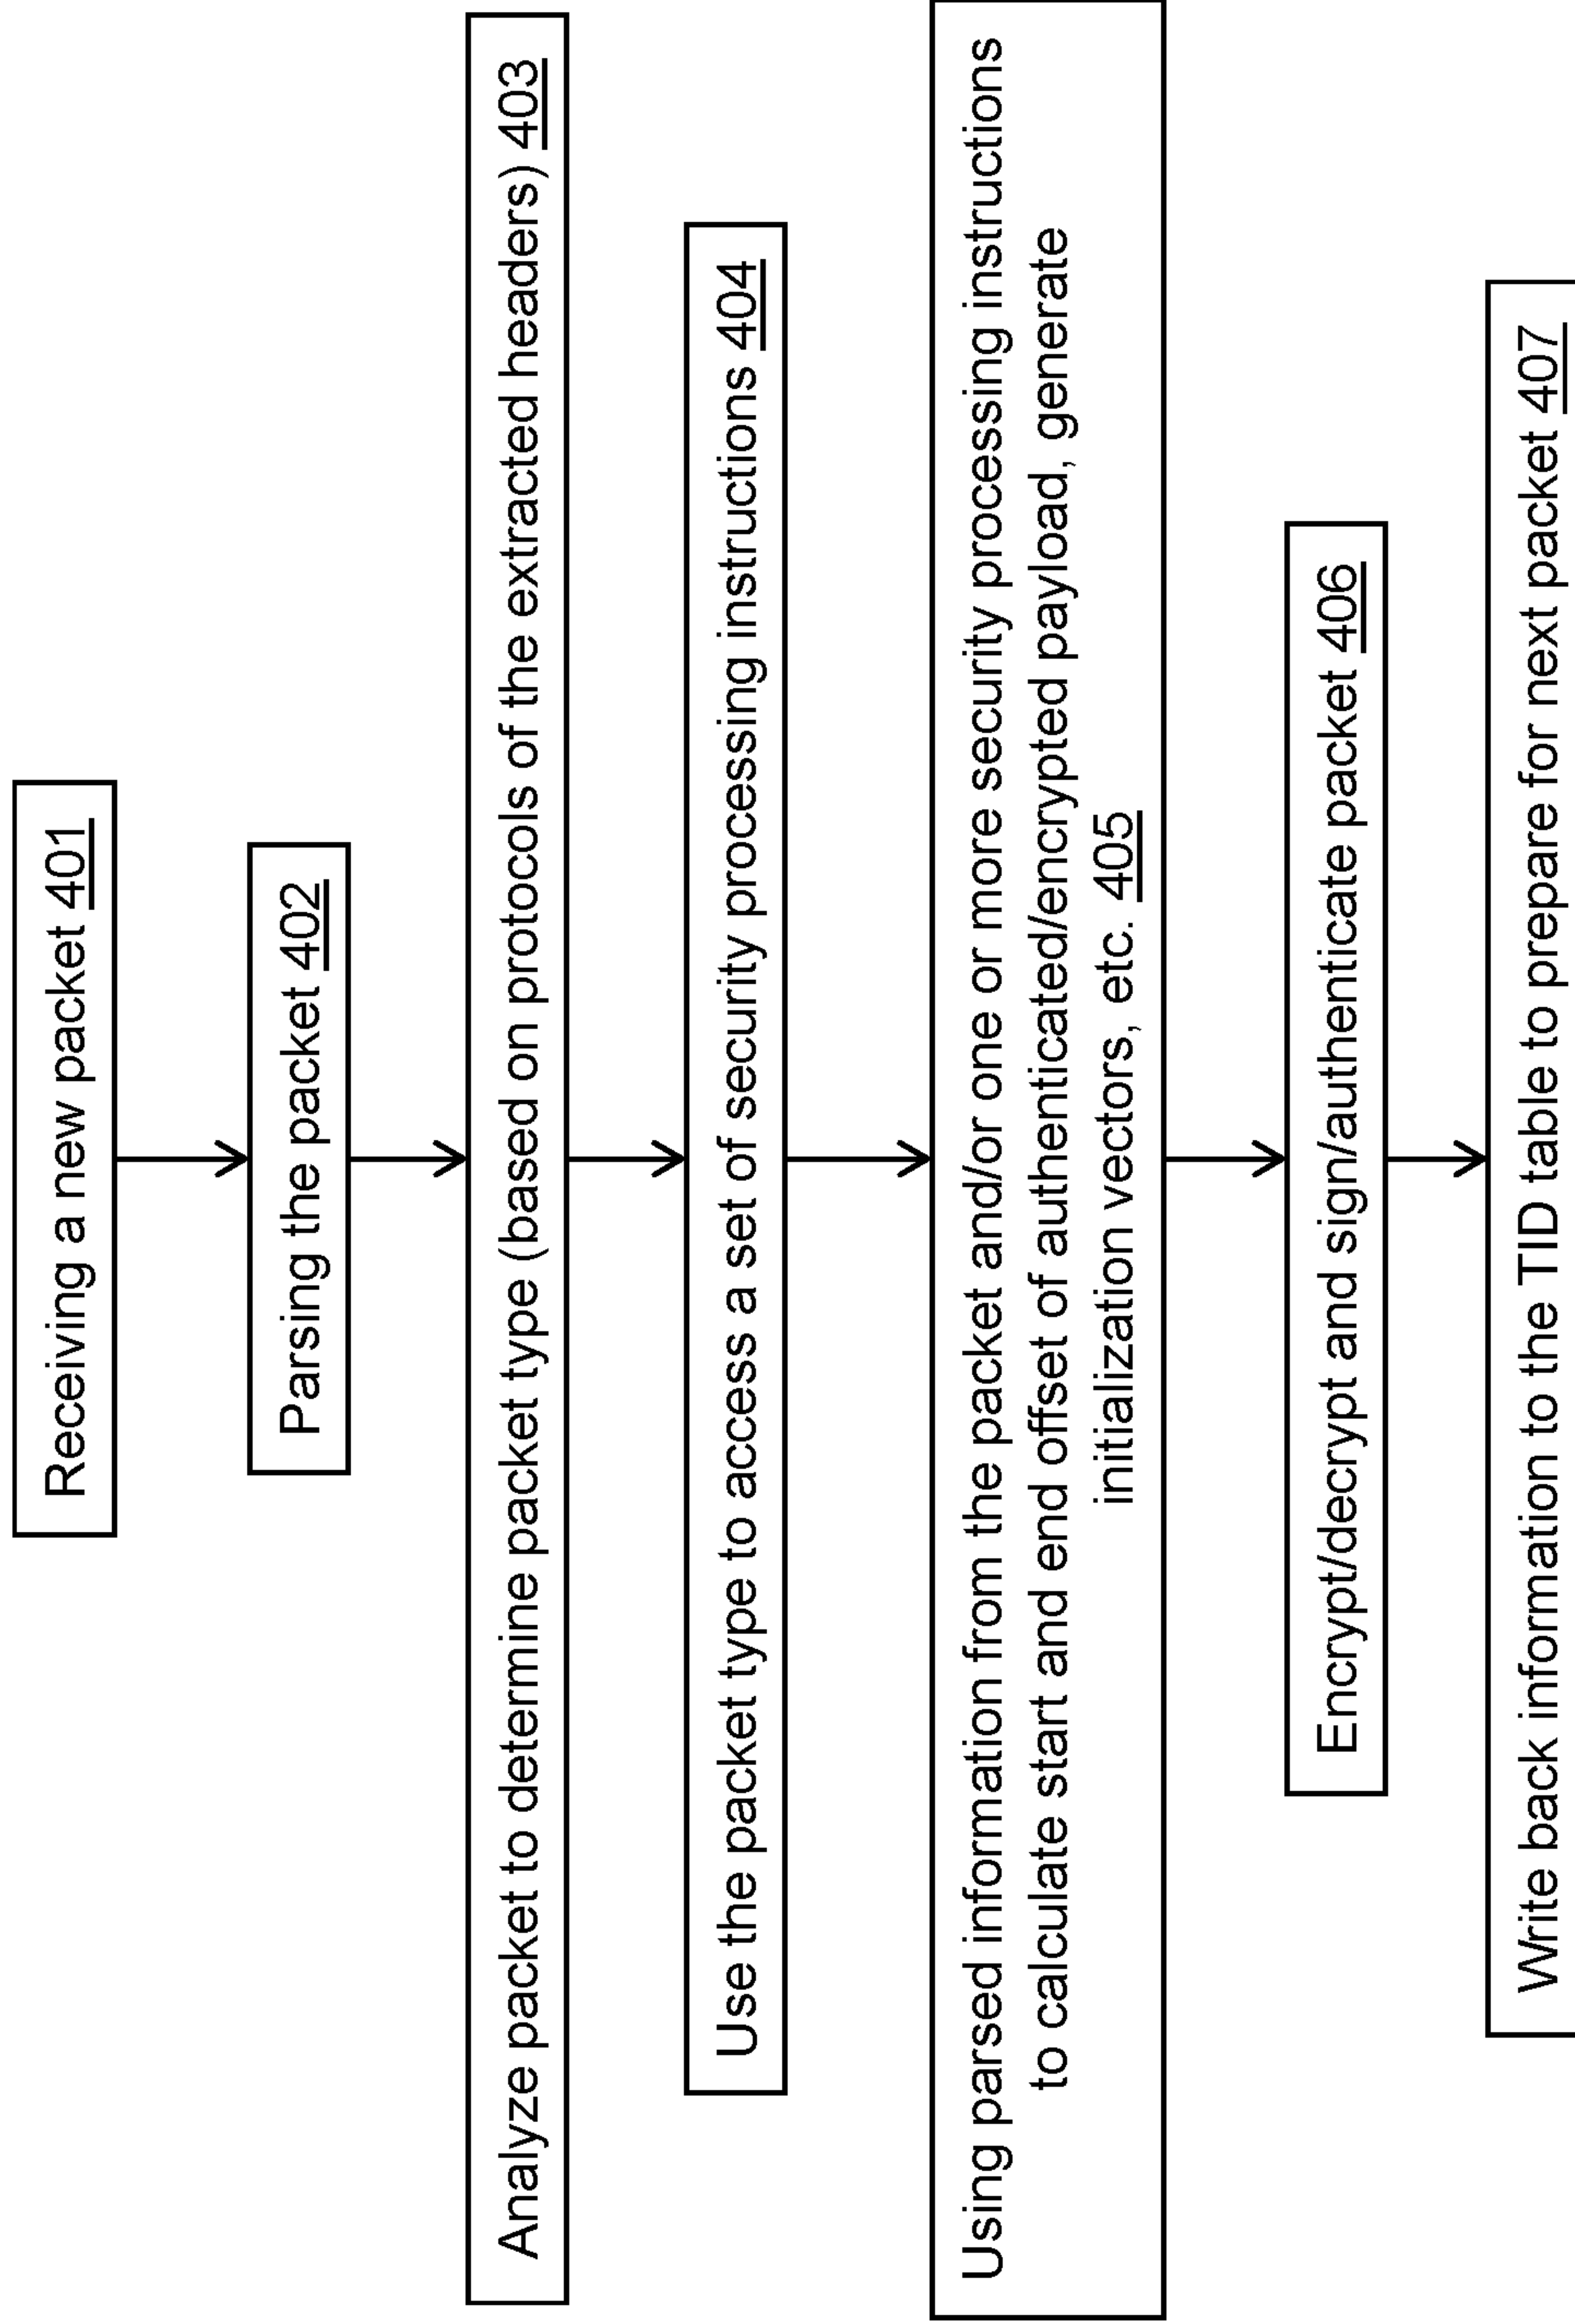 Receiving a new packet 401
Parsing the packet 402
Analyze packet to determine packet type (based on protocols of the extracted headers) 403
Use the packet type to access a set of security processing instructions 404
Using parsed information from the packet and/or one or more security processing instructions
to calculate start and end offset of authenticated/encrypted payload, generate
initialization vectors, etc. 405
Encrypt/decrypt and sign/authenticate packet 406
Write back information to the TID table to prepare for next packet 407